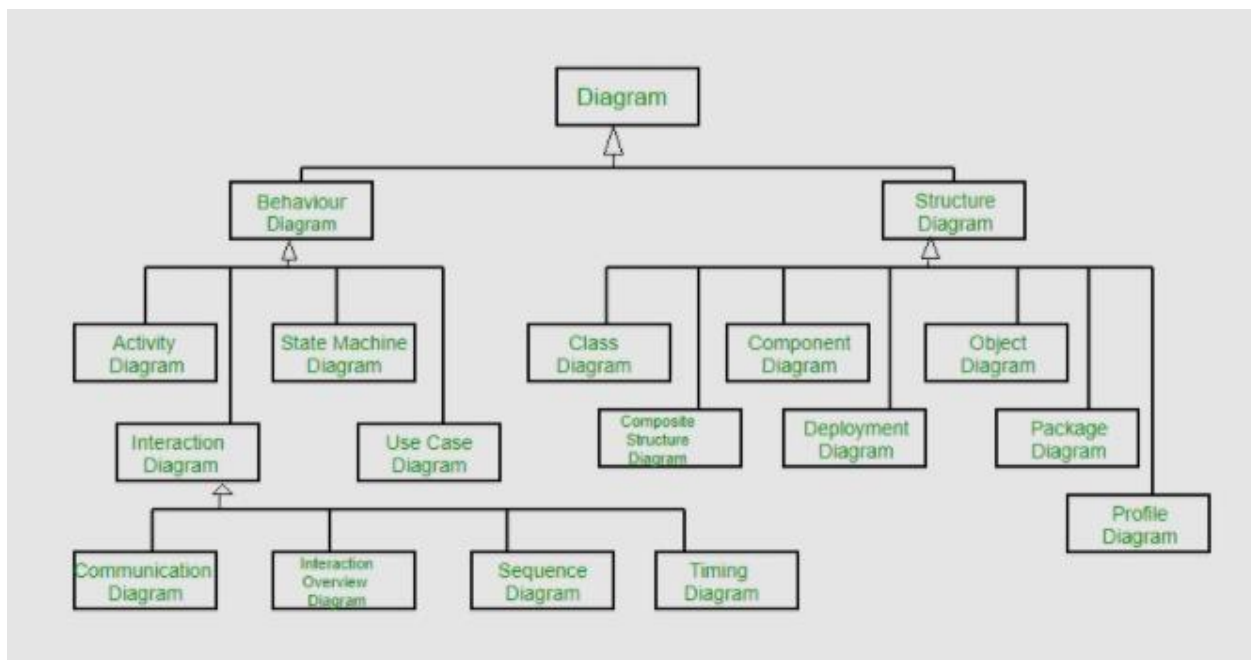 Diagram
Behaviour
Diagram
Structure
Diagram
Activity
Diagram
State Machine
Diagram
Class
Diagram
Component
Diagram
Object
Diagram
Interaction
Diagram
Use Case
Diagram
Composite
Structure
Diagram
Deployment
Diagram
Package
Diagram
Profile
Diagram
Communication
Diagram
Interaction
Overview
Diagram
Sequence
Diagram
Timing
Diagram